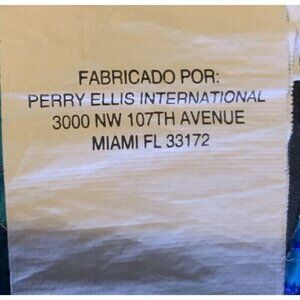 FABRICADO POR:
PERRY ELLIS INTERNATIONAL
3000 NW 107TH AVENUE
MIAMI FL 33172